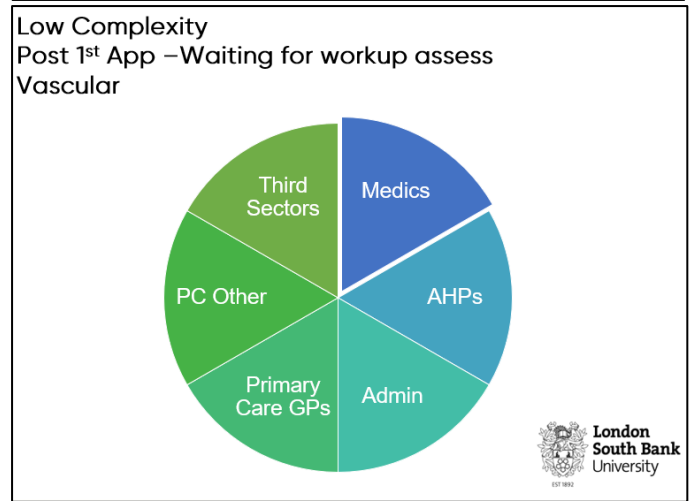 Low Complexity
Post 1st App –Waiting for workup assess
Vascular
Third
Sectors
Medics
PC Other
AHPs
Primary
Care GPs
Admin
London
South Bank
University
EST 1892